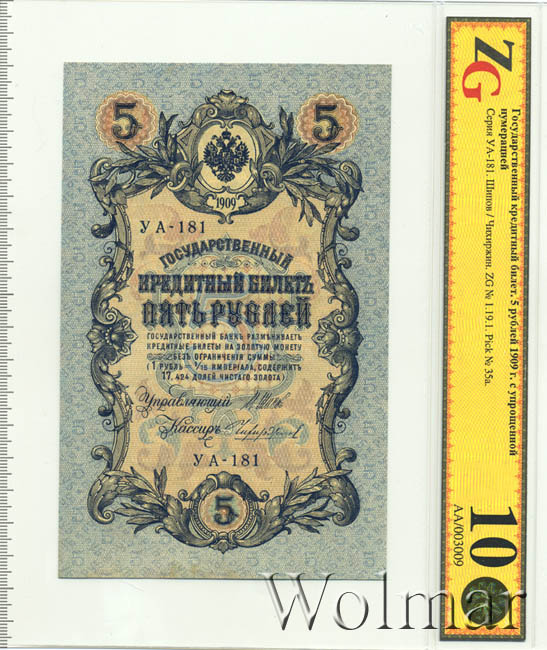 5
5
1909
УА-181
ГОСУДАРСТВЕННЫЙ
КРЕДИТНЫЙ БИЛЕТЪ
ПЯТЬ РУБЛЕЙ
ГОСУДАРСТВЕННЫЙ БАНКЪ РАЗМѢНИВАЕТЪ
КРЕДИТНЫЕ БИЛЕТЫ НА ЗОЛОТУЮ МОНЕТУ
БЕЗЪ ОГРАНИЧЕНІЯ СУММЫ
(1 РУБЛЬ = 1/15 ИМПЕРІАЛА, СОДЕРЖИТЪ
17,424 ДОЛЕЙ ЧИСТАГО ЗОЛОТА)
Управляющій
Кассиръ
УА-181
5
ZG
Государственный кредитный билет. 5 рублей 1909 г. с упрощенной
нумерацией
Серия УА-181. Шипов / Чихиржин. ZG № 1.19.1. Pick № 35a.
10
АА/003009
Wolmar